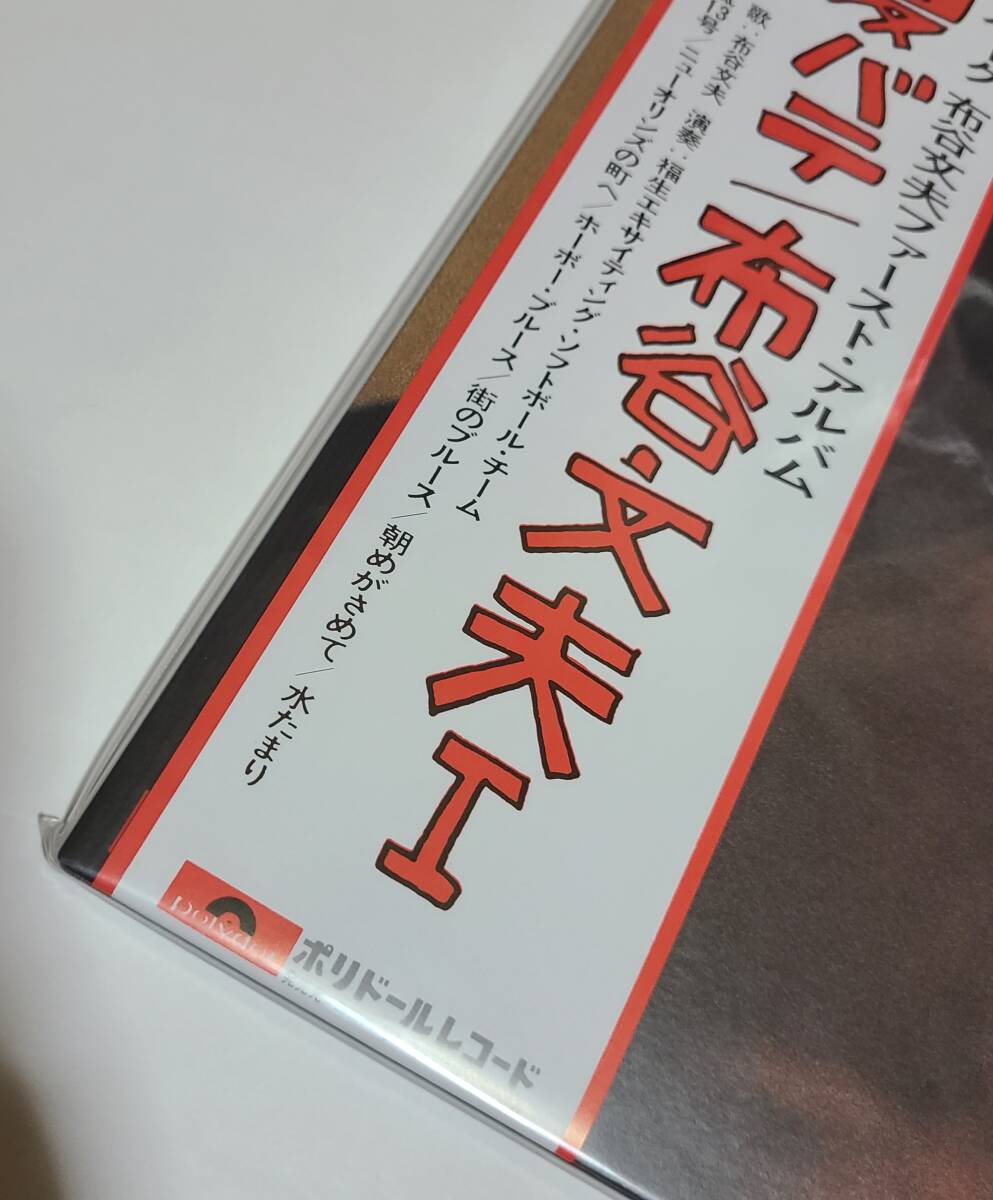 布谷文夫ファースト・アルバム
夏バテ/布谷文夫I
歌:布谷文夫 演奏:福生エキサイティング・ソフトボール・チーム
13号/ニューオリンズの町へ/ホーボー・ブルース/街のブルース/朝めがさめて/水たまり
polydor
ポリドールレコード